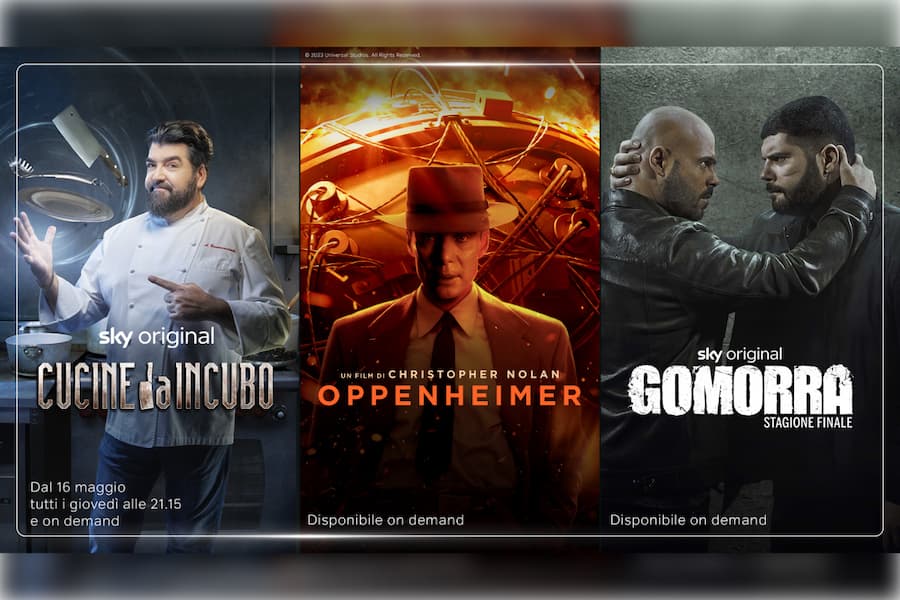 sky original
CUCINE da INCUBO
Dal 16 maggio
tutti i giovedì alle 21.15
e on demand
© 2023 Universal Studios. All Rights Reserved.
UN FILM DI CHRISTOPHER NOLAN
OPPENHEIMER
Disponibile on demand
sky original
GOMORRA
STAGIONE FINALE
Disponibile on demand